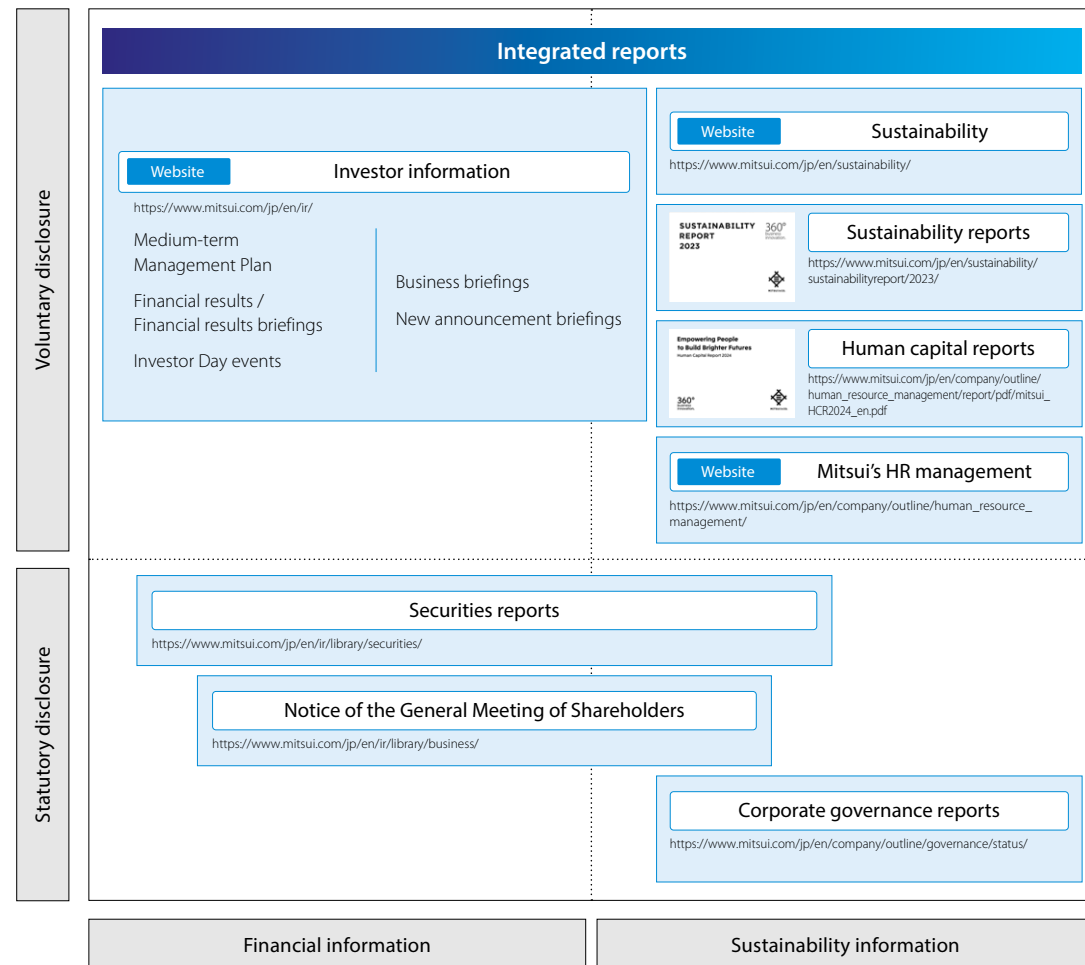 Voluntary disclosure
Integrated reports
Website
Investor information
https://www.mitsui.com/jp/en/ir/
Medium-term
Management Plan
Financial results /
Financial results briefings
Investor Day events
Business briefings
New announcement briefings
Website
Sustainability
https://www.mitsui.com/jp/en/sustainability/
SUSTAINABILITY
REPORT
2023
360°
business
innovation.
Sustainability reports
https://www.mitsui.com/jp/en/sustainability/
sustainabilityreport/2023/
Empowering People
to Build Brighter Futures
Human Capital Report 2024
360°
business
innovation.
Human capital reports
https://www.mitsui.com/jp/en/company/outline/
human_resource_management/report/pdf/mitsui_
HCR2024_en.pdf
Website
Mitsui's HR management
https://www.mitsui.com/jp/en/company/outline/human_resource_
management/
Statutory disclosure
Securities reports
https://www.mitsui.com/jp/en/ir/library/securities/
Notice of the General Meeting of Shareholders
https://www.mitsui.com/jp/en/ir/library/business/
Corporate governance reports
https://www.mitsui.com/jp/en/company/outline/governance/status/
Financial information
Sustainability information